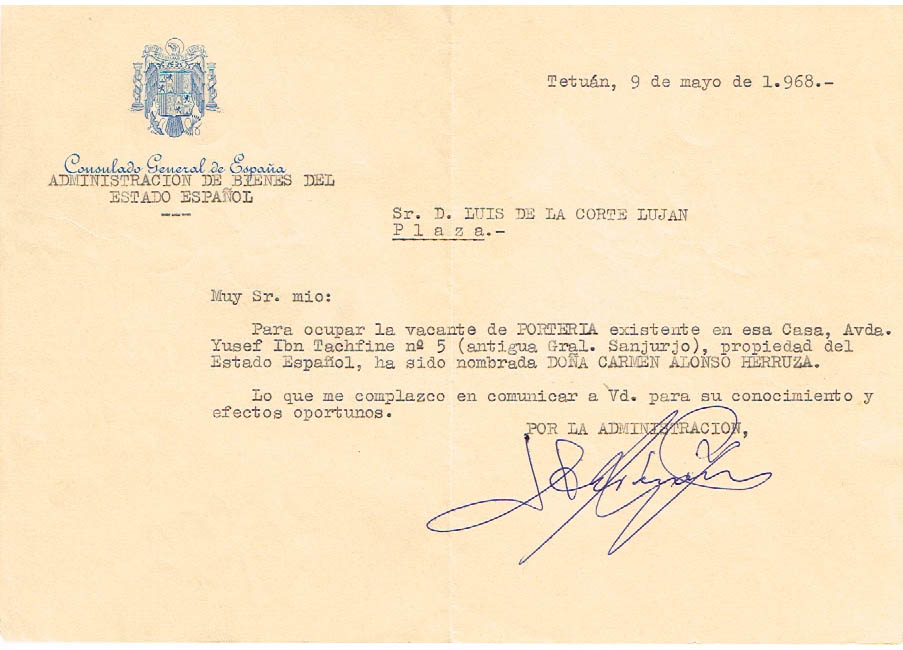 Tetuán, 9 de mayo de 1.968.-
Consulado General de España
ADMINISTRACION DE BIENES DEL
ESTADO ESPAÑOL
Sr. D. LUIS DE LA CORTE LUJAN
P l a z a.-
Muy Sr. mio:
Para ocupar la vacante de PORTERIA existente en esa Casa, Avda.
Yusef Ibn Tachfine nº 5 (antigua Gral. Sanjurjo), propiedad del
Estado Español, ha sido nombrada DOÑA CARMEN ALONSO HERRUZA.
Lo que me complazco en comunicar a Vd. para su conocimiento y
efectos oportunos.
POR LA ADMINISTRACION,